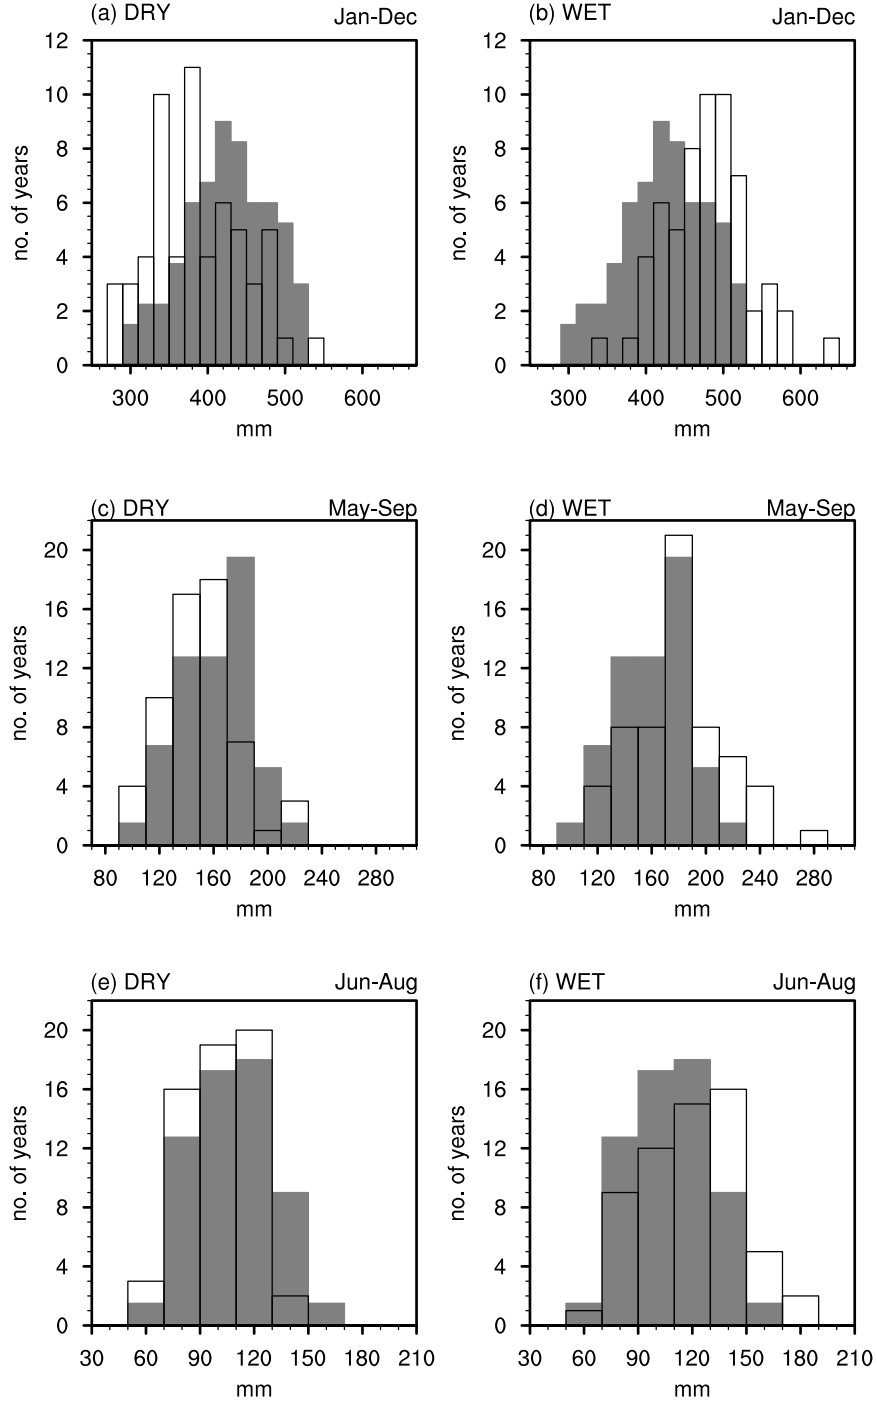 (a) DRY Jan-Dec
12
10
8
6
4
2
0
no. of years
300 400 500 600
mm
(b) WET Jan-Dec
12
10
8
6
4
2
0
no. of years
300 400 500 600
mm
(c) DRY May-Sep
20
16
12
8
4
0
no. of years
80 120 160 200 240 280
mm
(d) WET May-Sep
20
16
12
8
4
0
no. of years
80 120 160 200 240 280
mm
(e) DRY Jun-Aug
20
16
12
8
4
0
no. of years
30 60 90 120 150 180 210
mm
(f) WET Jun-Aug
20
16
12
8
4
0
no. of years
30 60 90 120 150 180 210
mm